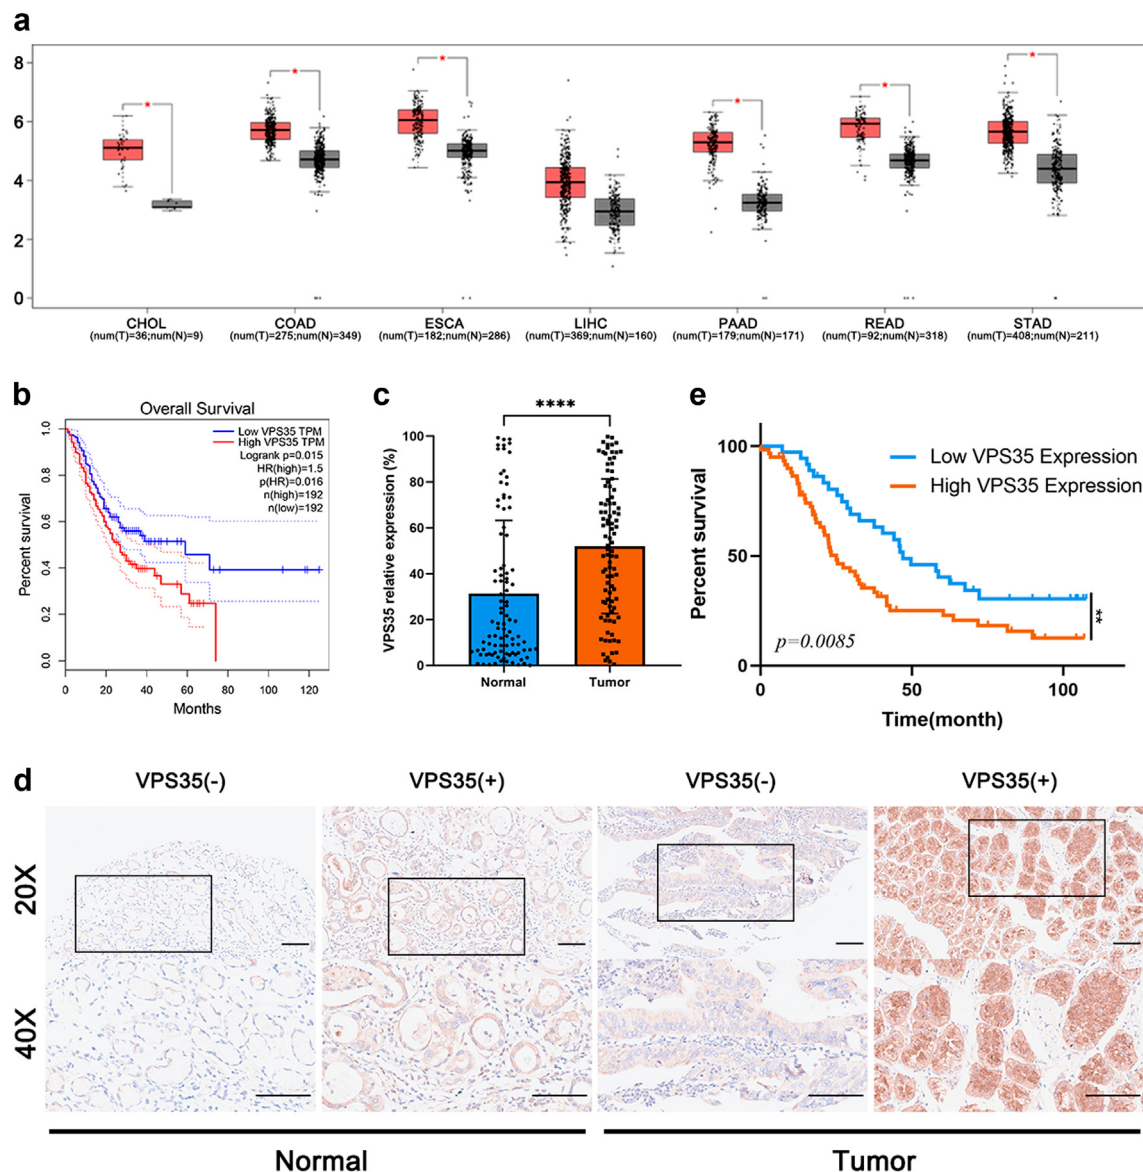 a
8
6
4
2
0
CHOL
(num(T)=36;num(N)=9)
COAD
(num(T)=275;num(N)=349)
ESCA
(num(T)=182;num(N)=286)
LIHC
(num(T)=369;num(N)=160)
PAAD
(num(T)=179;num(N)=171)
READ
(num(T)=92;num(N)=318)
STAD
(num(T)=408;num(N)=211)
b
Overall Survival
Low VPS35 TPM
High VPS35 TPM
Logrank p=0.015
HR(high)=1.5
p(HR)=0.016
n(high)=192
n(low)=192
Percent survival
1.0
0.8
0.6
0.4
0.2
0.0
0 20 40 60 80 100 120
Months
c
****
VPS35 relative expression (%)
100
80
60
40
20
0
Normal Tumor
e
Low VPS35 Expression
High VPS35 Expression
Percent survival
100
50
0
**
p=0.0085
0 50 100
Time(month)
d
VPS35(-) VPS35(+) VPS35(-) VPS35(+)
20X
40X
Normal Tumor